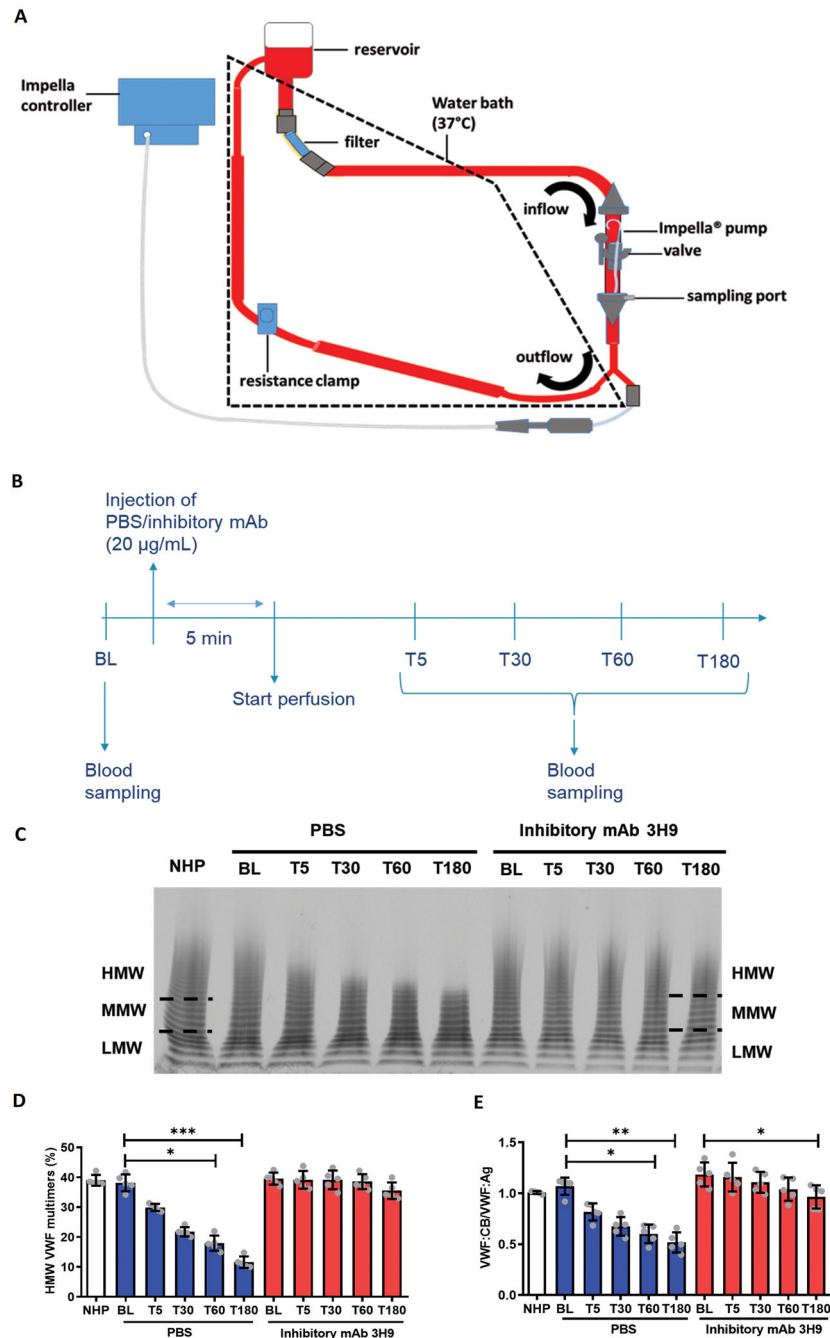 A
reservoir
Impella
controller
Water bath
(37°C)
filter
inflow
Impella® pump
valve
sampling port
outflow
resistance clamp
B
Injection of
PBS/inhibitory mAb
(20 µg/mL)
5 min
BL
T5
T30
T60
T180
Start perfusion
Blood
sampling
Blood
sampling
C
PBS
Inhibitory mAb 3H9
NHP
BL
T5
T30
T60
T180
BL
T5
T30
T60
T180
HMW
MMW
LMW
HMW
MMW
LMW
D
***
*
50
40
30
20
10
0
HMW VWF multimers (%)
NHP
BL
T5
T30
T60
T180
BL
T5
T30
T60
T180
PBS
Inhibitory mAb 3H9
E
**
*
*
1.5
1.0
0.5
0.0
VWF:CB/VWF:Ag
NHP
BL
T5
T30
T60
T180
BL
T5
T30
T60
T180
PBS
Inhibitory mAb 3H9